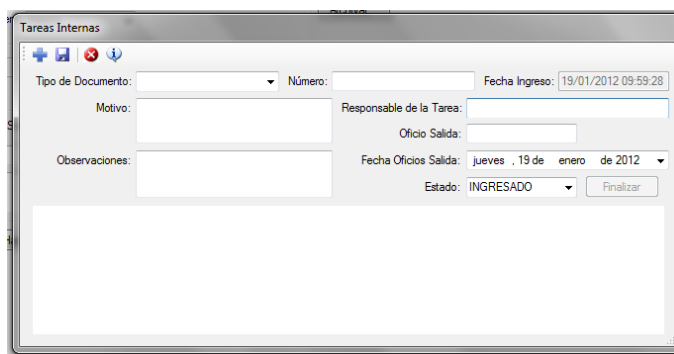 Tareas Internas
Tipo de Documento: Número: Fecha Ingreso: 19/01/2012 09:59:28
Motivo: Responsable de la Tarea:
Oficio Salida:
Observaciones: Fecha Oficios Salida: jueves , 19 de enero de 2012
Estado: INGRESADO Finalizar